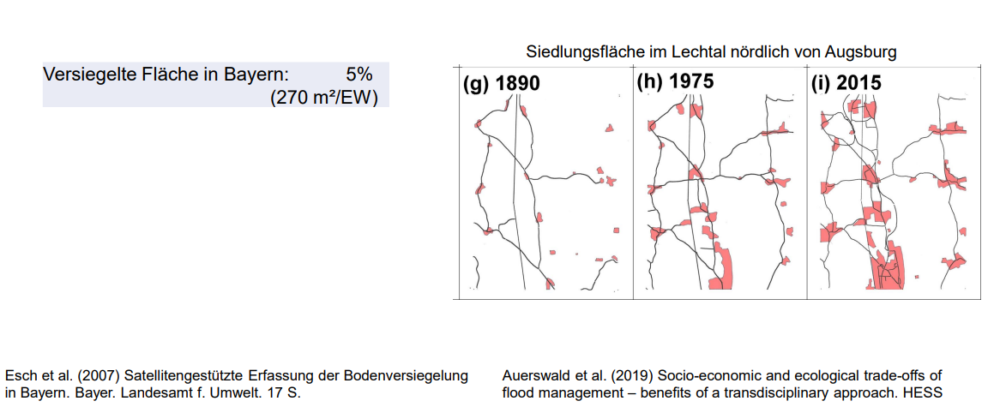 Siedlungsfläche im Lechtal nördlich von Augsburg
Versiegelte Fläche in Bayern: 5%
(270 m²/EW)
(g) 1890
(h) 1975
(i) 2015
Esch et al. (2007) Satellitengestützte Erfassung der Bodenversiegelung
in Bayern. Bayer. Landesamt f. Umwelt. 17 S.
Auerswald et al. (2019) Socio-economic and ecological trade-offs of
flood management – benefits of a transdisciplinary approach. HESS